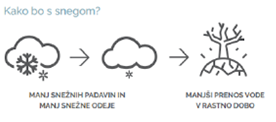 Kako bo s snegom?
MANJ SNEŽNIH PADAVIN IN
MANJ SNEŽNE ODEJE
MANJŠI PRENOS VODE
V RASTNO DOBO